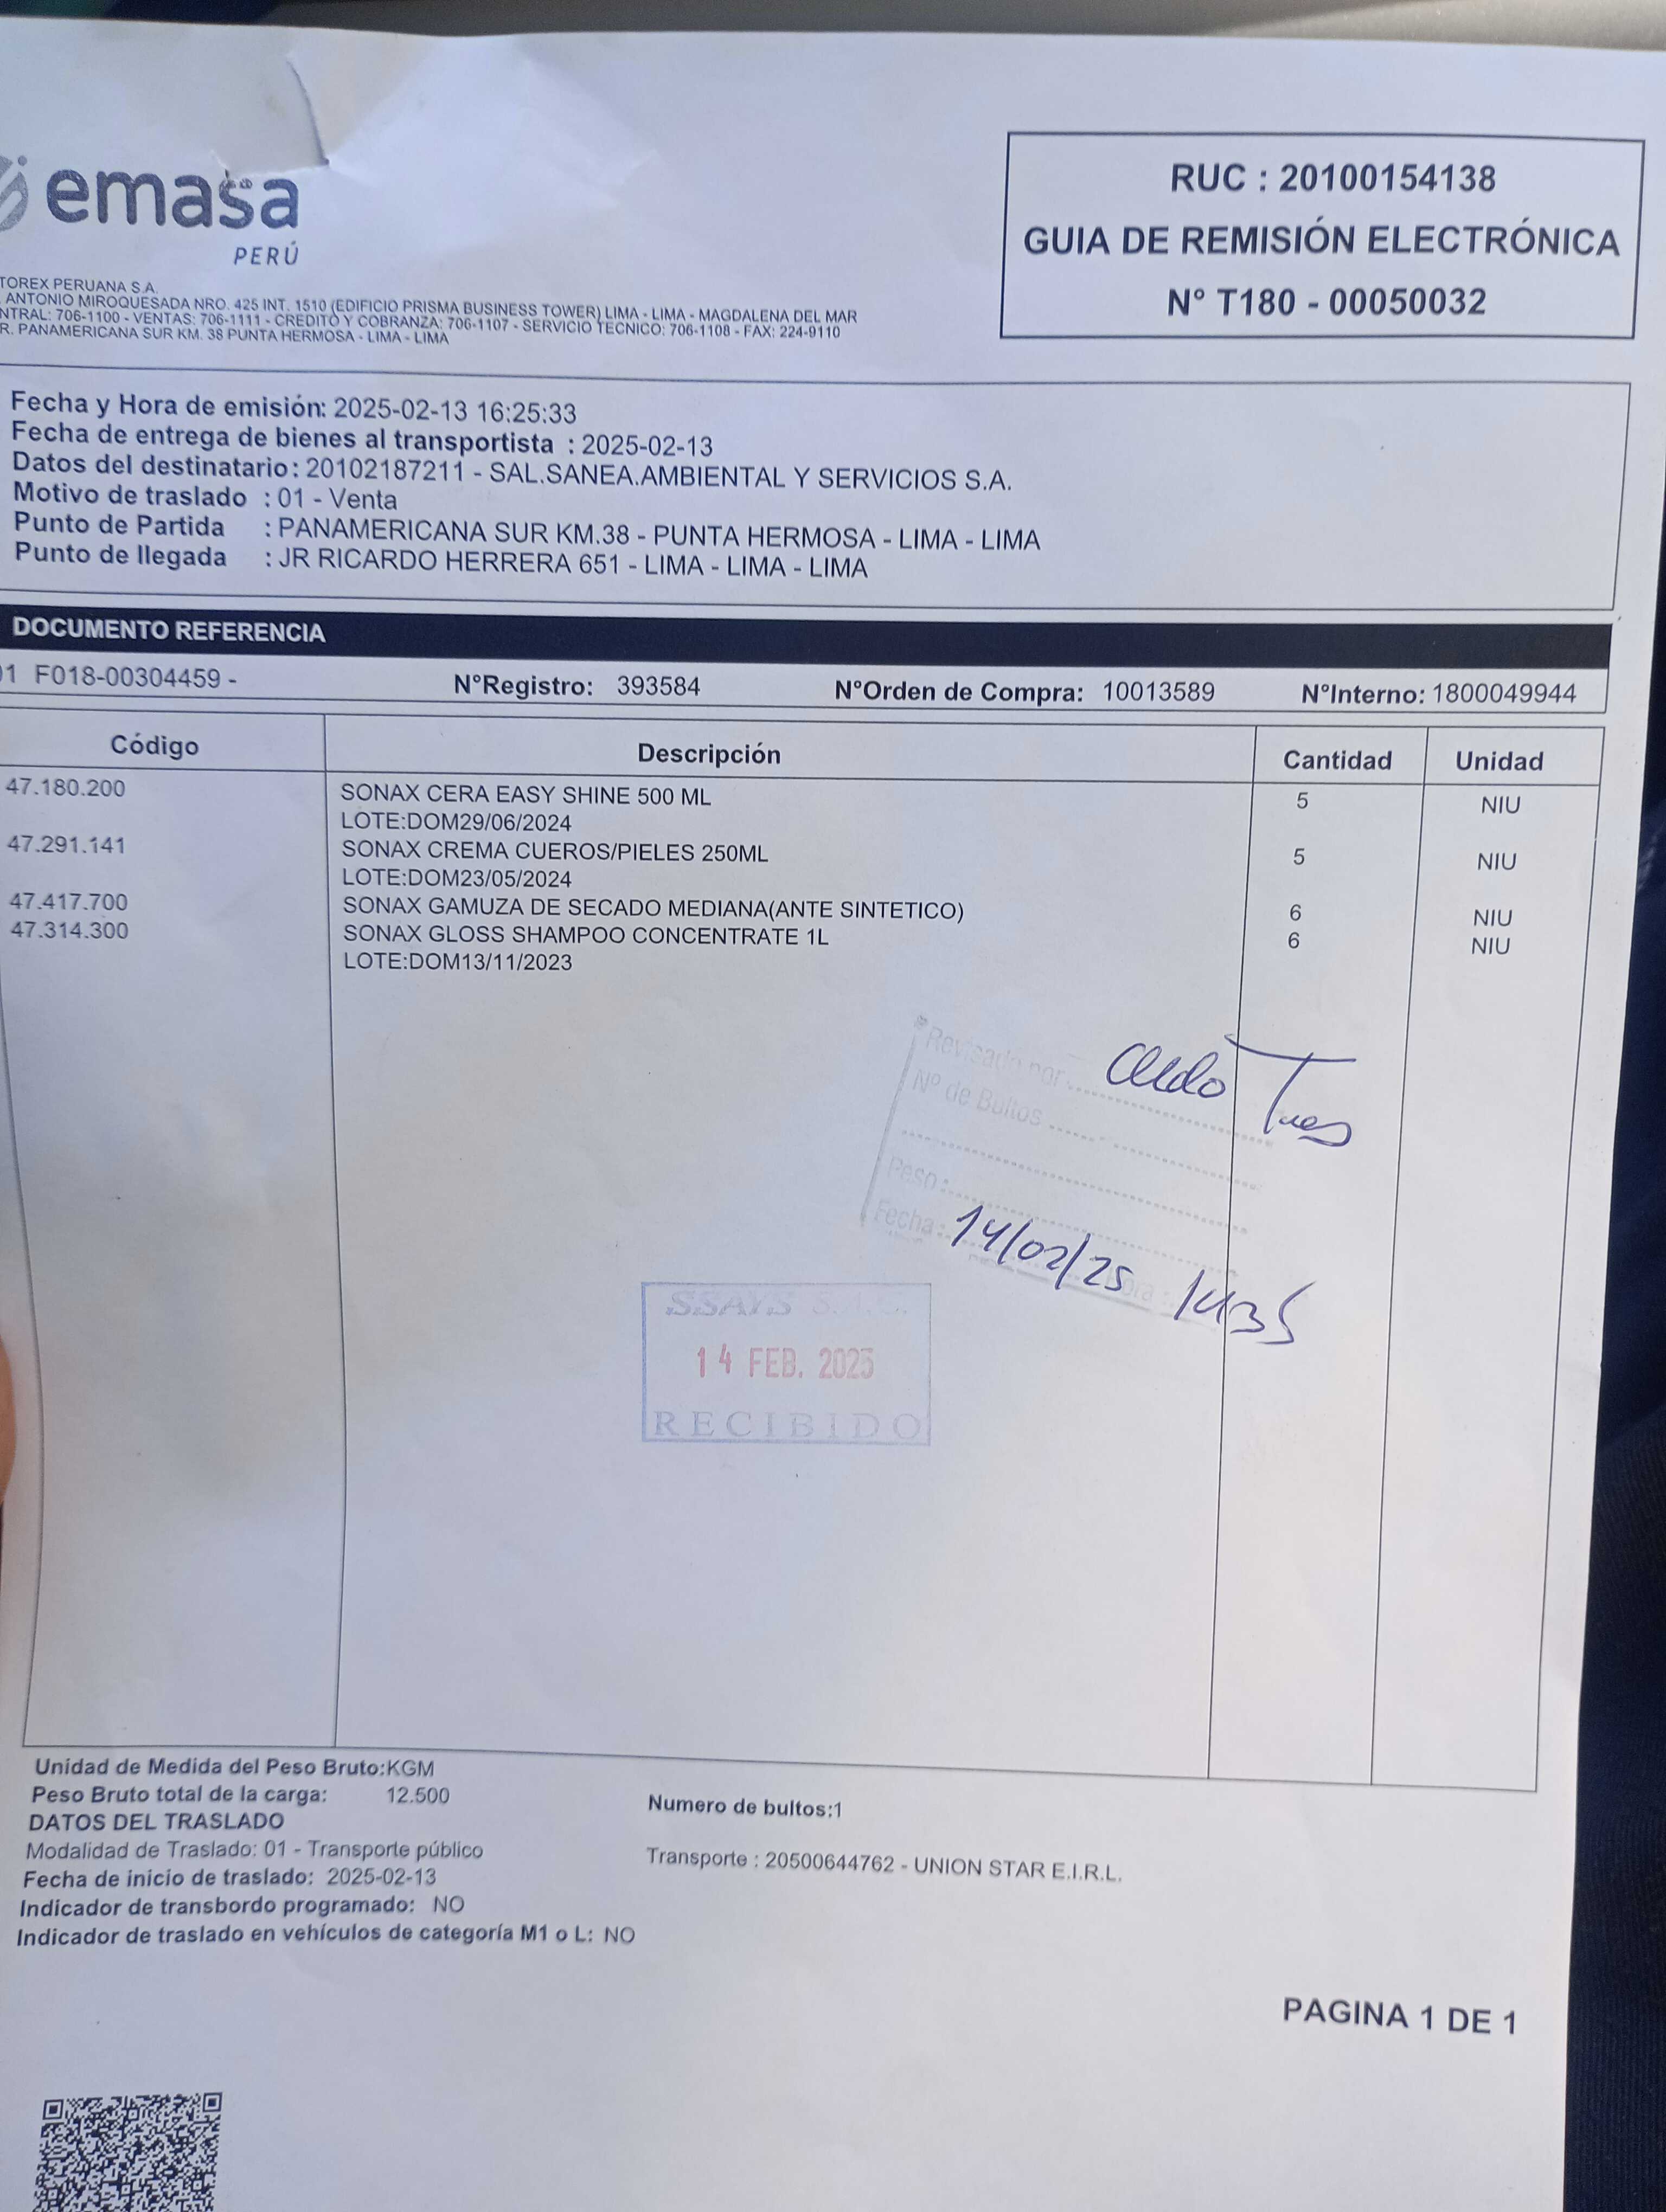 emasa
PERÚ
TOREX PERUANA S.A.
ANTONIO MIROQUESADA NRO. 425 INT. 1510 (EDIFICIO PRISMA BUSINESS TOWER) LIMA - LIMA - MAGDALENA DEL MAR
NTRAL: 706-1100 - VENTAS: 706-1111 - CREDITO Y COBRANZA: 706-1107 - SERVICIO TECNICO: 706-1108 - FAX: 224-9110
R. PANAMERICANA SUR KM. 38 PUNTA HERMOSA - LIMA - LIMA
RUC : 20100154138
GUIA DE REMISIÓN ELECTRÓNICA
N° T180 - 00050032
Fecha y Hora de emisión: 2025-02-13 16:25:33
Fecha de entrega de bienes al transportista : 2025-02-13
Datos del destinatario: 20102187211 - SAL.SANEA.AMBIENTAL Y SERVICIOS S.A.
Motivo de traslado : 01 - Venta
Punto de Partida : PANAMERICANA SUR KM.38 - PUNTA HERMOSA - LIMA - LIMA
Punto de llegada : JR RICARDO HERRERA 651 - LIMA - LIMA - LIMA
DOCUMENTO REFERENCIA
01 F018-00304459 - N°Registro: 393584 N°Orden de Compra: 10013589 N°Interno: 1800049944
Código Descripción Cantidad Unidad
47.180.200 SONAX CERA EASY SHINE 500 ML 5 NIU
LOTE:DOM29/06/2024
47.291.141 SONAX CREMA CUEROS/PIELES 250ML 5 NIU
LOTE:DOM23/05/2024
47.417.700 SONAX GAMUZA DE SECADO MEDIANA(ANTE SINTETICO) 6 NIU
47.314.300 SONAX GLOSS SHAMPOO CONCENTRATE 1L 6 NIU
LOTE:DOM13/11/2023
Revisado por: Aldo
N° de Bultos
Peso:
Fecha: 14/02/25 Hora: 1435
SSAYS S.A.C.
14 FEB. 2025
RECIBIDO
Unidad de Medida del Peso Bruto:KGM
Peso Bruto total de la carga: 12.500 Numero de bultos:1
DATOS DEL TRASLADO
Modalidad de Traslado: 01 - Transporte público Transporte : 20500644762 - UNION STAR E.I.R.L.
Fecha de inicio de traslado: 2025-02-13
Indicador de transbordo programado: NO
Indicador de traslado en vehículos de categoría M1 o L: NO
PAGINA 1 DE 1